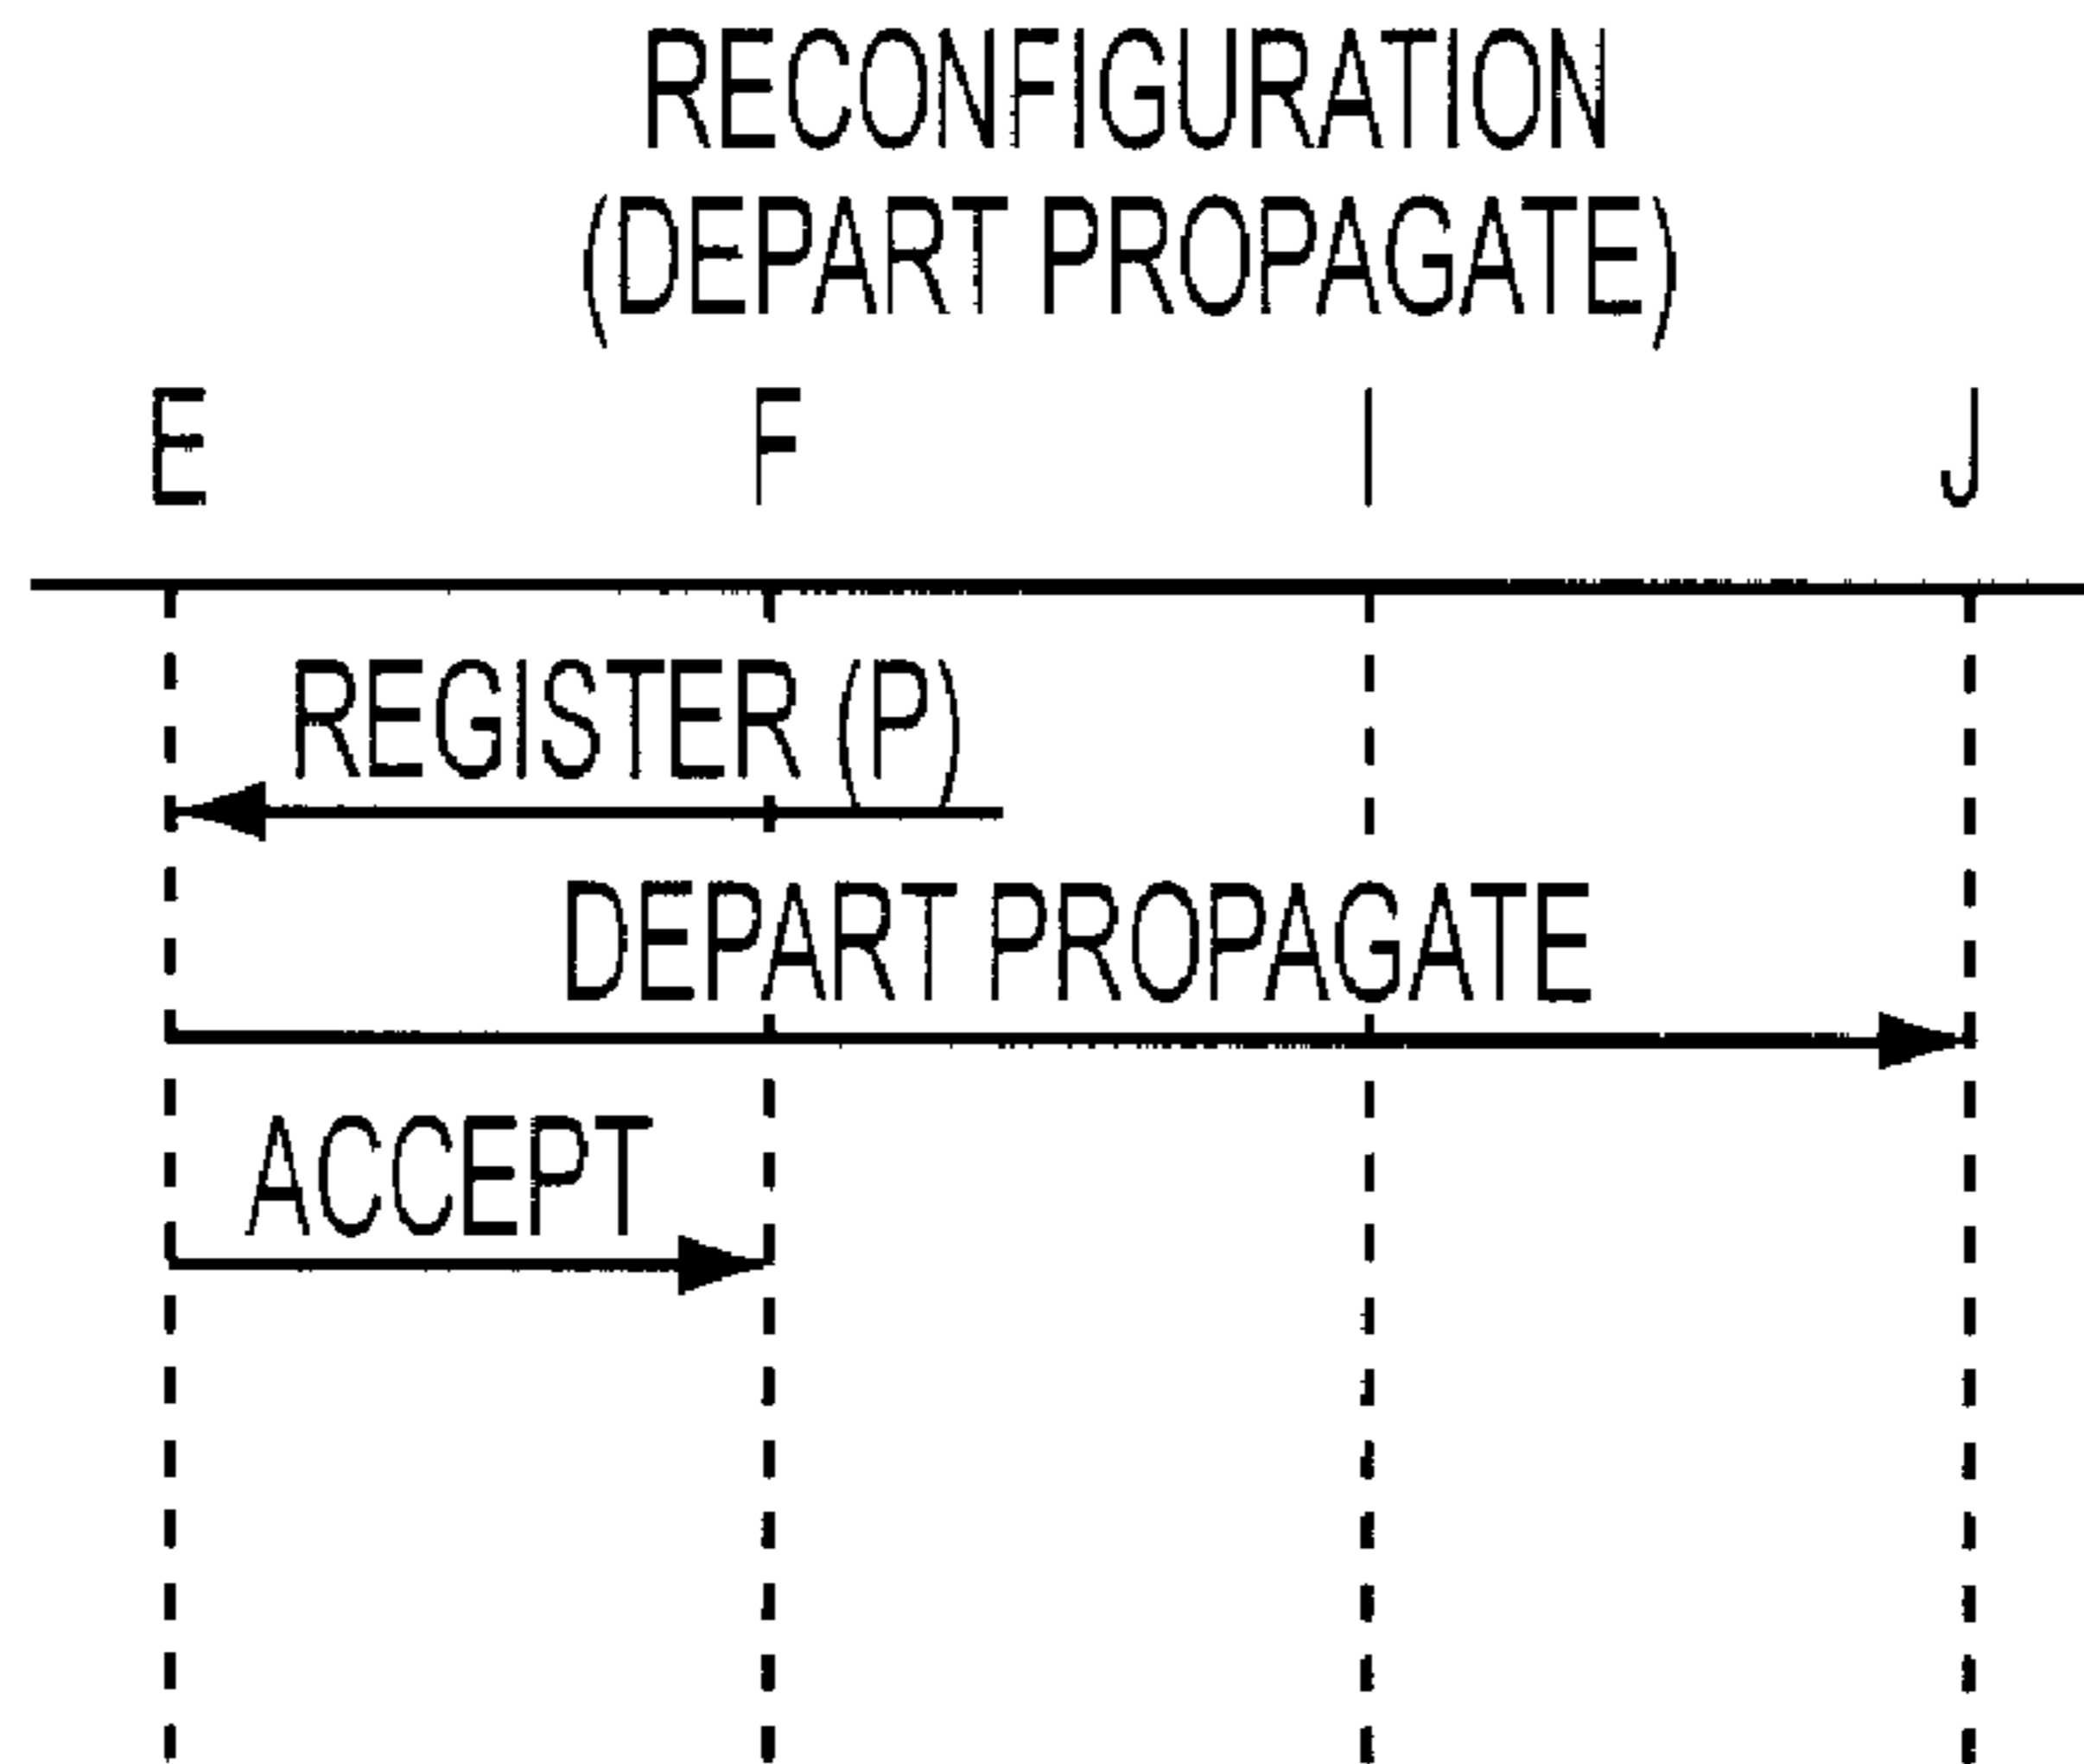 RECONFIGURATION
(DEPART PROPAGATE)
E F I J
REGISTER (P)
DEPART PROPAGATE
ACCEPT